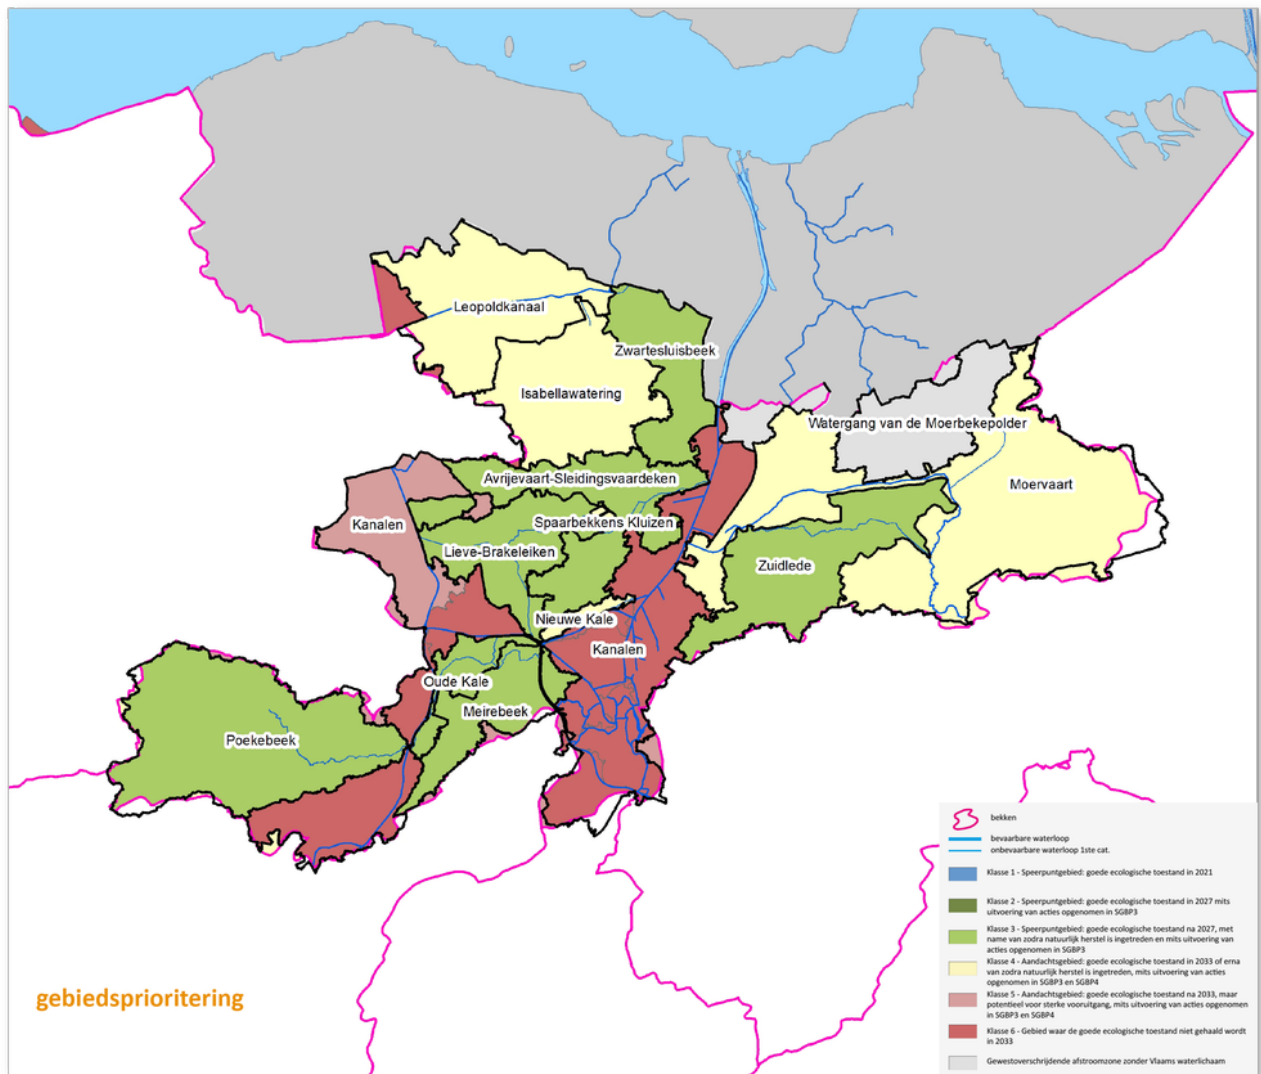 Leopoldkanaal
Zwartesluisbeek
Isabellawatering
Watergang van de Moerbekepolder
Avrijevaart-Sleidingsvaardeken
Moervaart
Kanalen
Spaarbekkens Kluizen
Lieve-Brakeleiken
Zuidlede
Nieuwe Kale
Kanalen
Oude Kale
Meirebeek
Poekebeek
gebiedsprioritering
bekken
bevaarbare waterloop
onbevaarbare waterloop 1ste cat.
Klasse 1 - Speerpuntgebied: goede ecologische toestand in 2021
Klasse 2 - Speerpuntgebied: goede ecologische toestand in 2027 mits
uitvoering van acties opgenomen in SGBP3
Klasse 3 - Speerpuntgebied: goede ecologische toestand na 2027, met
name van zodra natuurlijk herstel is ingetreden en mits uitvoering van
acties opgenomen in SGBP3
Klasse 4 - Aandachtsgebied: goede ecologische toestand in 2033 of erna
van zodra natuurlijk herstel is ingetreden, mits uitvoering van acties
opgenomen in SGBP3 en SGBP4
Klasse 5 - Aandachtsgebied: goede ecologische toestand na 2033, maar
potentieel voor sterke vooruitgang, mits uitvoering van acties opgenomen
in SGBP3 en SGBP4
Klasse 6 - Gebied waar de goede ecologische toestand niet gehaald wordt
in 2033
Gewestoverschrijdende afstroomzone zonder Vlaams waterlichaam